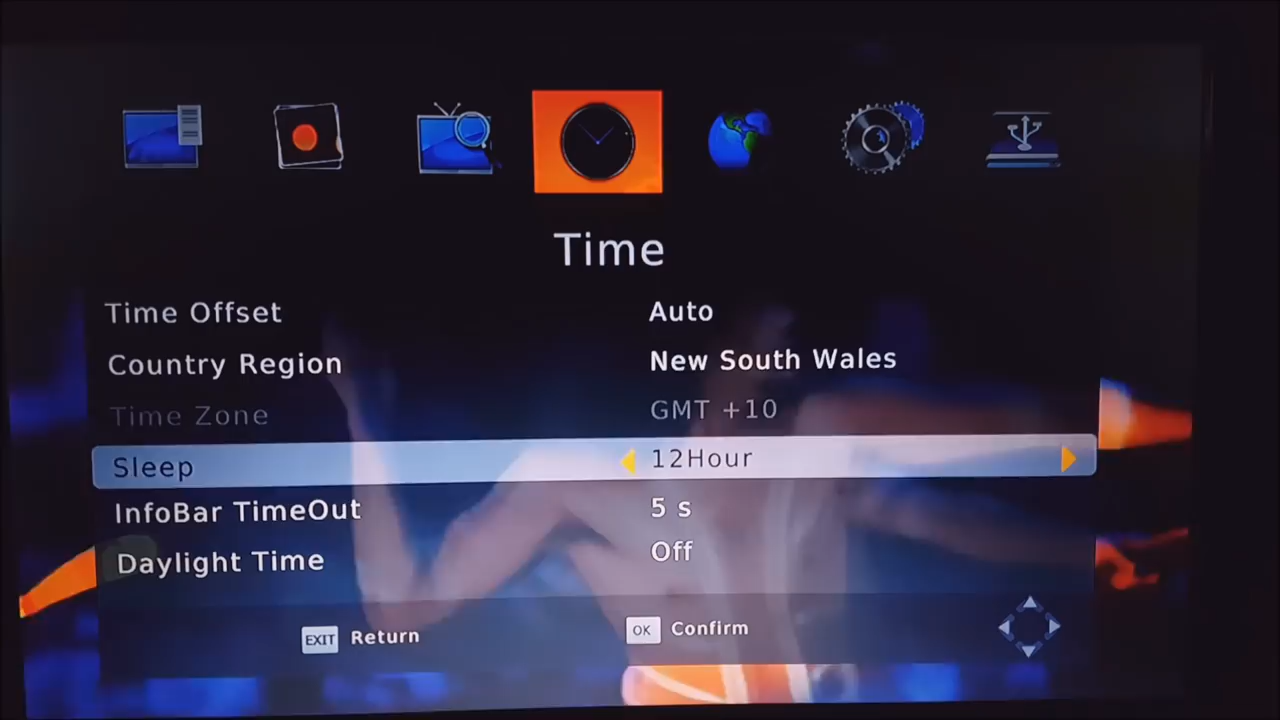 Time
Time Offset Auto
Country Region New South Wales
Time Zone GMT +10
Sleep 12Hour
InfoBar TimeOut 5 s
Daylight Time Off
EXIT Return OK Confirm